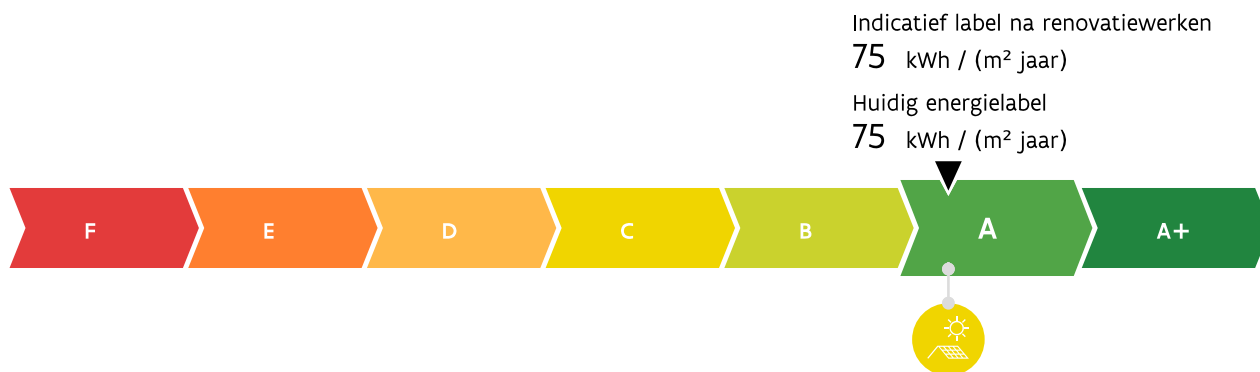 Indicatief label na renovatiewerken
75 kWh / (m² jaar)
Huidig energielabel
75 kWh / (m² jaar)
F E D C B A A+